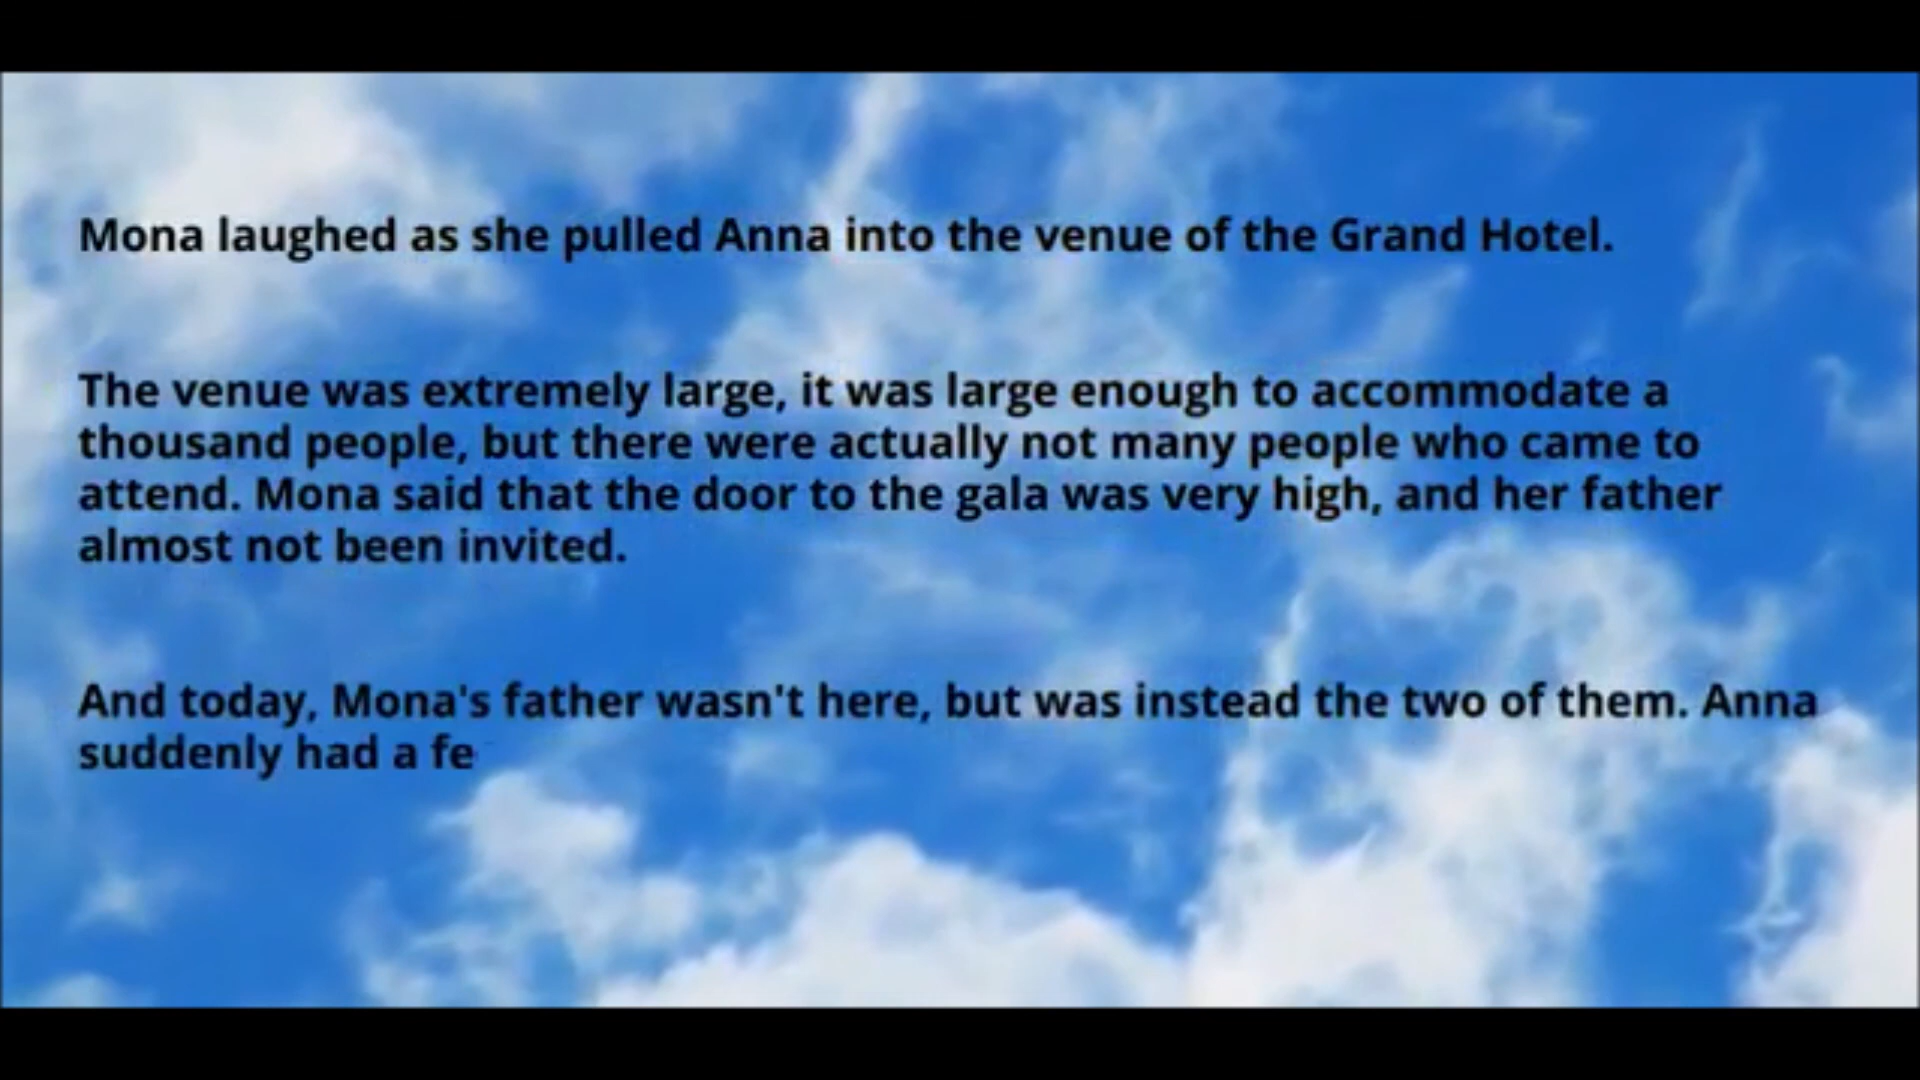 Mona laughed as she pulled Anna into the venue of the Grand Hotel.
The venue was extremely large, it was large enough to accommodate a
thousand people, but there were actually not many people who came to
attend. Mona said that the door to the gala was very high, and her father
almost not been invited.
And today, Mona's father wasn't here, but was instead the two of them. Anna
suddenly had a fe